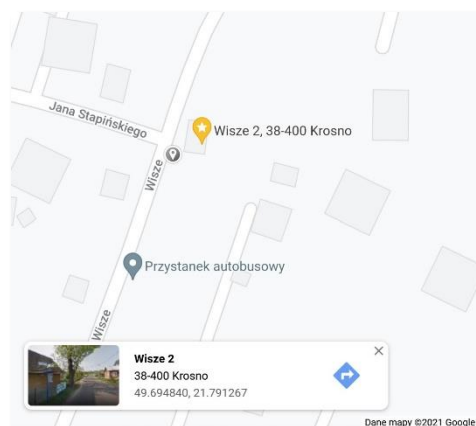 Jana Stapińskiego
Wisze 2, 38-400 Krosno
Wisze
Przystanek autobusowy
Wisze
Wisze 2
38-400 Krosno
49.694840, 21.791267
Dane mapy ©2021 Google